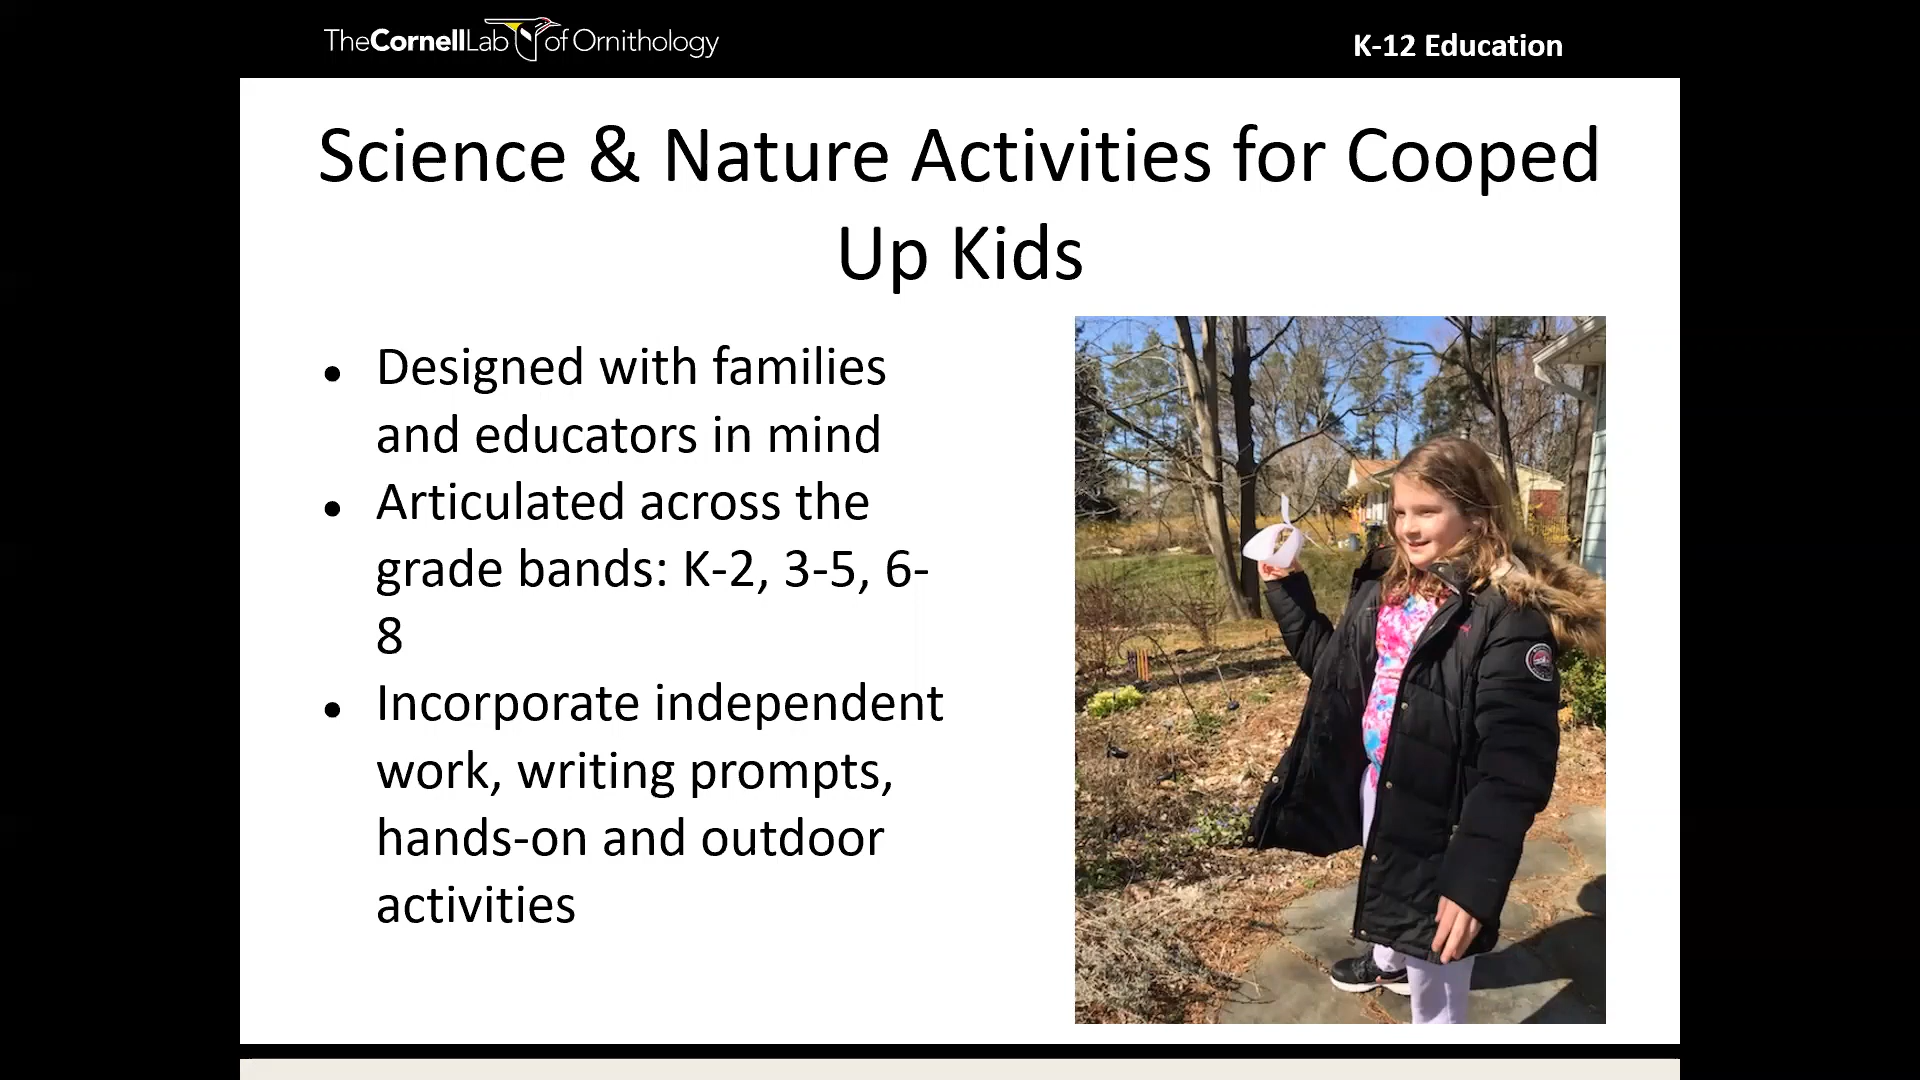 TheCornellLab of Ornithology
K-12 Education
Science & Nature Activities for Cooped
Up Kids
● Designed with families
and educators in mind
● Articulated across the
grade bands: K-2, 3-5, 6-
8
● Incorporate independent
work, writing prompts,
hands-on and outdoor
activities